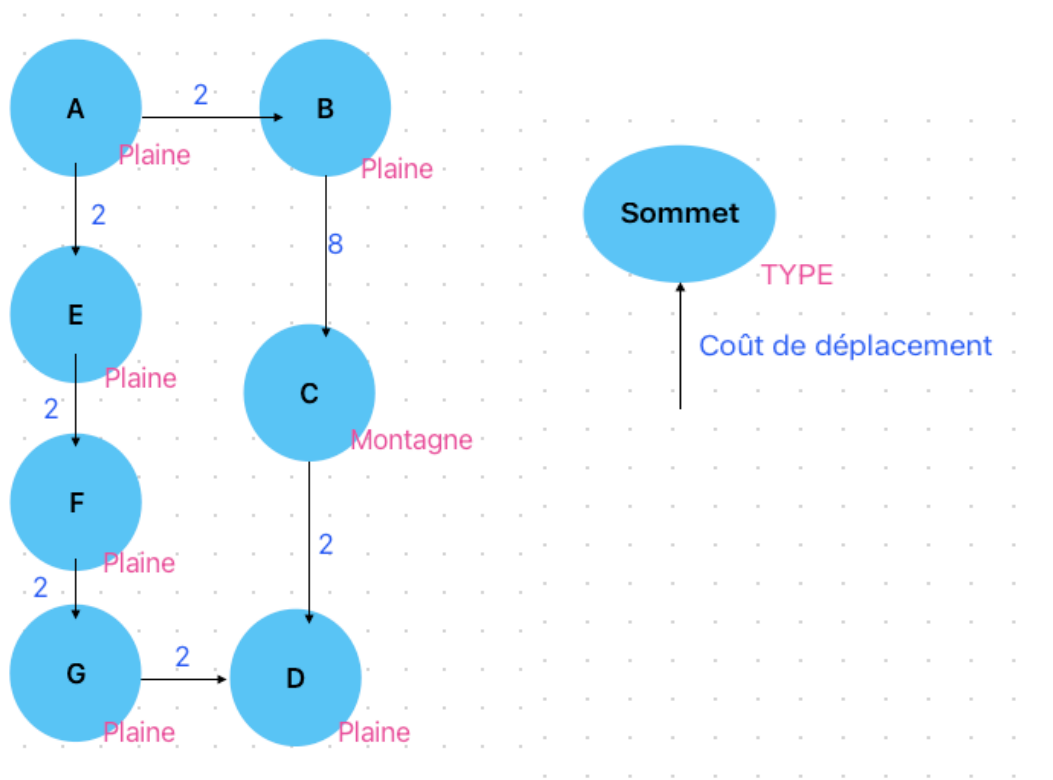 A
2
B
Plaine
Plaine
2
8
E
Plaine
2
C
Montagne
F
Plaine
2
2
G
2
D
Plaine
Plaine
Sommet
TYPE
Coût de déplacement